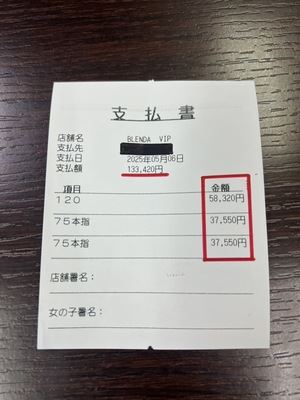 支払書
店舗名 BLENDA VIP
支払先
支払日 2025年05月06日
支払額 133,420円
項目 金額
120 58,320円
75本指 37,550円
75本指 37,550円
店舗署名：
女の子署名：